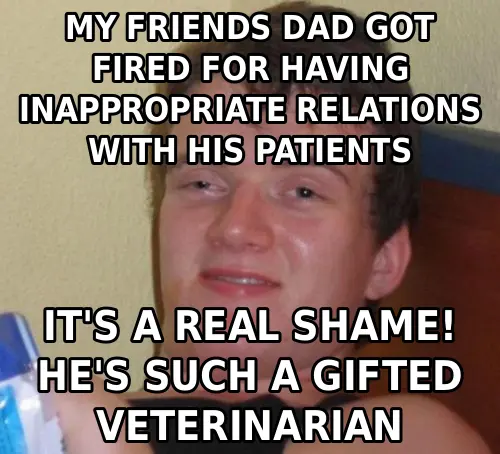 MY FRIENDS DAD GOT
FIRED FOR HAVING
INAPPROPRIATE RELATIONS
WITH HIS PATIENTS
IT'S A REAL SHAME!
HE'S SUCH A GIFTED
VETERINARIAN